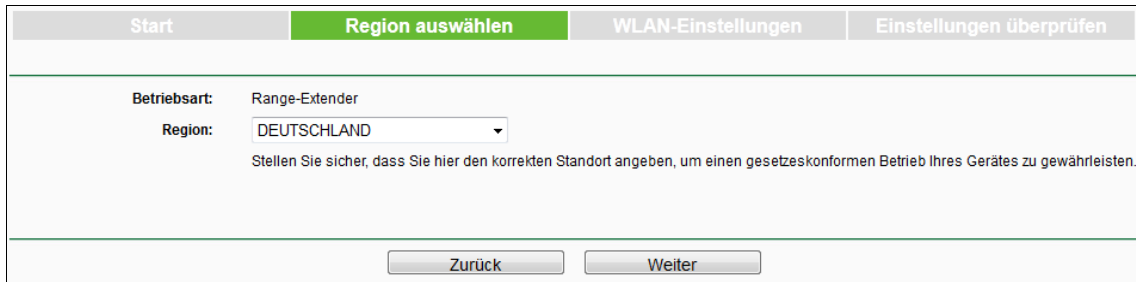 Start Region auswählen WLAN-Einstellungen Einstellungen überprüfen
Betriebsart: Range-Extender
Region: DEUTSCHLAND
Stellen Sie sicher, dass Sie hier den korrekten Standort angeben, um einen gesetzeskonformen Betrieb Ihres Gerätes zu gewährleisten.
Zurück Weiter